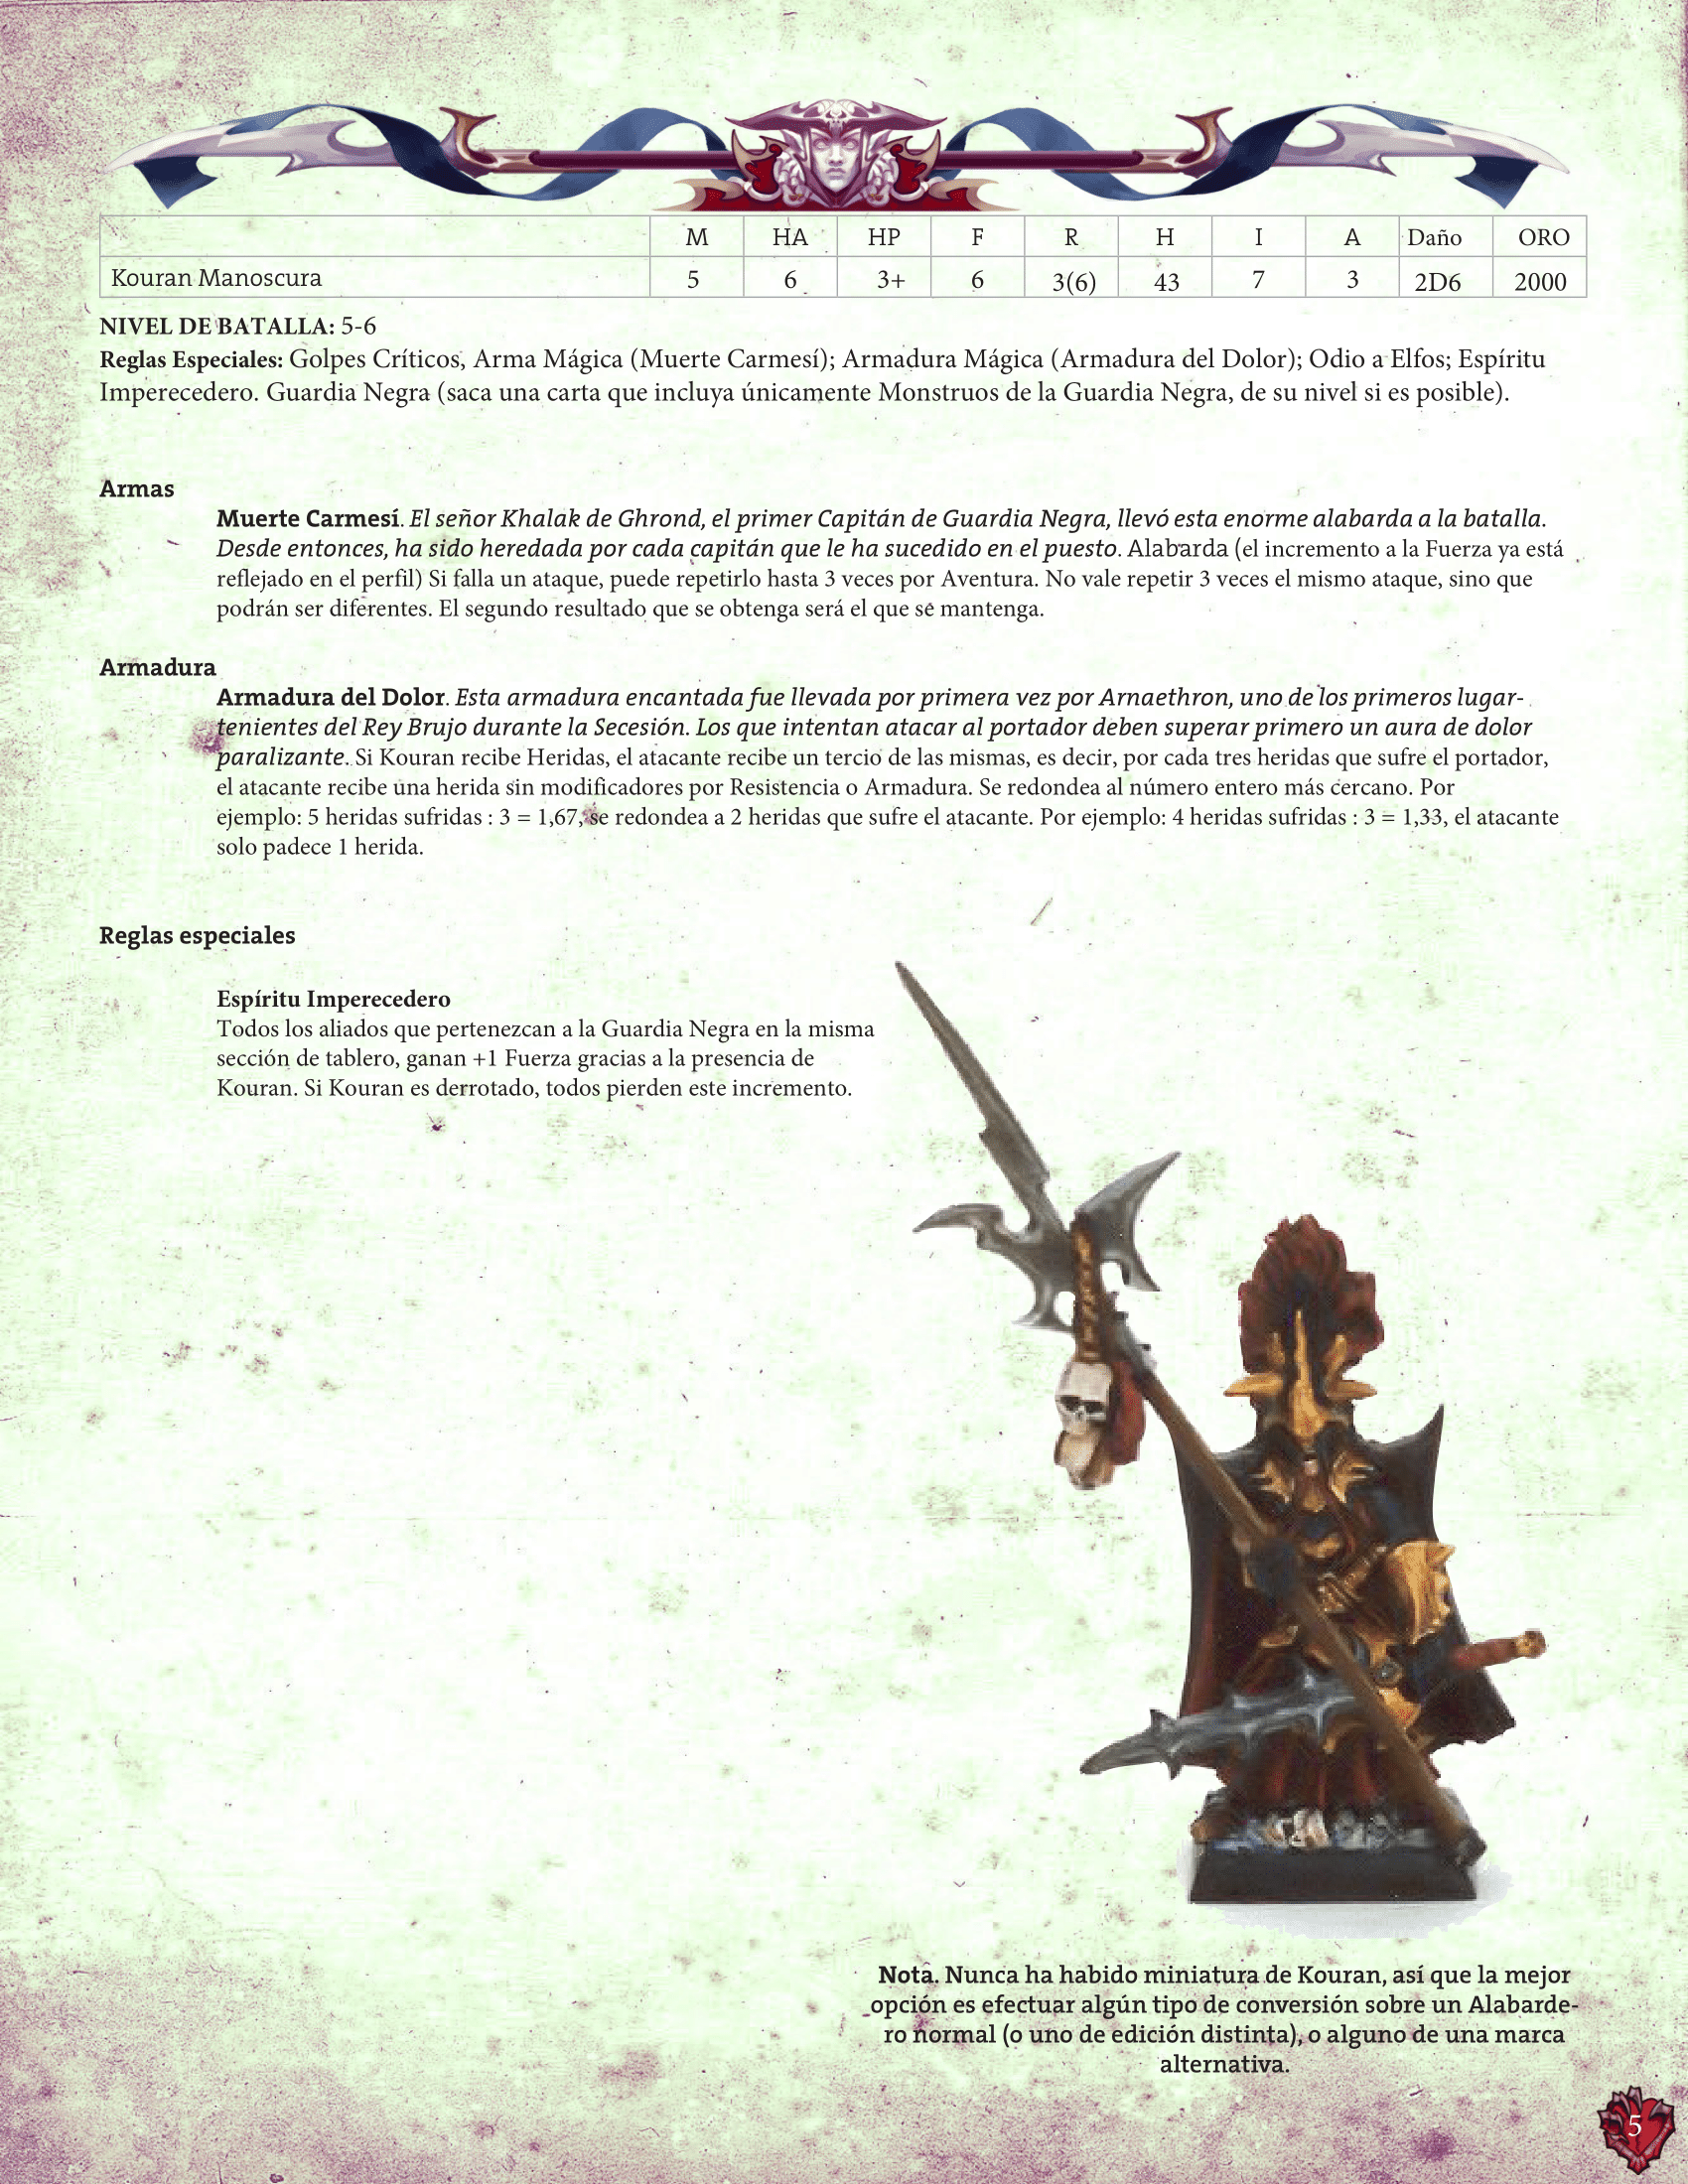 M HA HP F R H I A Daño ORO
Kouran Manoscura 5 6 3+ 6 3(6) 43 7 3 2D6 2000
NIVEL DE BATALLA: 5-6
Reglas Especiales: Golpes Críticos, Arma Mágica (Muerte Carmesí); Armadura Mágica (Armadura del Dolor); Odio a Elfos; Espíritu
Imperecedero. Guardia Negra (saca una carta que incluya únicamente Monstruos de la Guardia Negra, de su nivel si es posible).
Armas
Muerte Carmesí. El señor Khalak de Ghrond, el primer Capitán de Guardia Negra, llevó esta enorme alabarda a la batalla.
Desde entonces, ha sido heredada por cada capitán que le ha sucedido en el puesto. Alabarda (el incremento a la Fuerza ya está
reflejado en el perfil) Si falla un ataque, puede repetirlo hasta 3 veces por Aventura. No vale repetir 3 veces el mismo ataque, sino que
podrán ser diferentes. El segundo resultado que se obtenga será el que se mantenga.
Armadura
Armadura del Dolor. Esta armadura encantada fue llevada por primera vez por Arnaethron, uno de los primeros lugar-
tenientes del Rey Brujo durante la Secesión. Los que intentan atacar al portador deben superar primero un aura de dolor
paralizante. Si Kouran recibe Heridas, el atacante recibe un tercio de las mismas, es decir, por cada tres heridas que sufre el portador,
el atacante recibe una herida sin modificadores por Resistencia o Armadura. Se redondea al número entero más cercano. Por
ejemplo: 5 heridas sufridas : 3 = 1,67, se redondea a 2 heridas que sufre el atacante. Por ejemplo: 4 heridas sufridas : 3 = 1,33, el atacante
solo padece 1 herida.
Reglas especiales
Espíritu Imperecedero
Todos los aliados que pertenezcan a la Guardia Negra en la misma
sección de tablero, ganan +1 Fuerza gracias a la presencia de
Kouran. Si Kouran es derrotado, todos pierden este incremento.
Nota. Nunca ha habido miniatura de Kouran, así que la mejor
opción es efectuar algún tipo de conversión sobre un Alabarde-
ro normal (o uno de edición distinta), o alguno de una marca
alternativa.
5